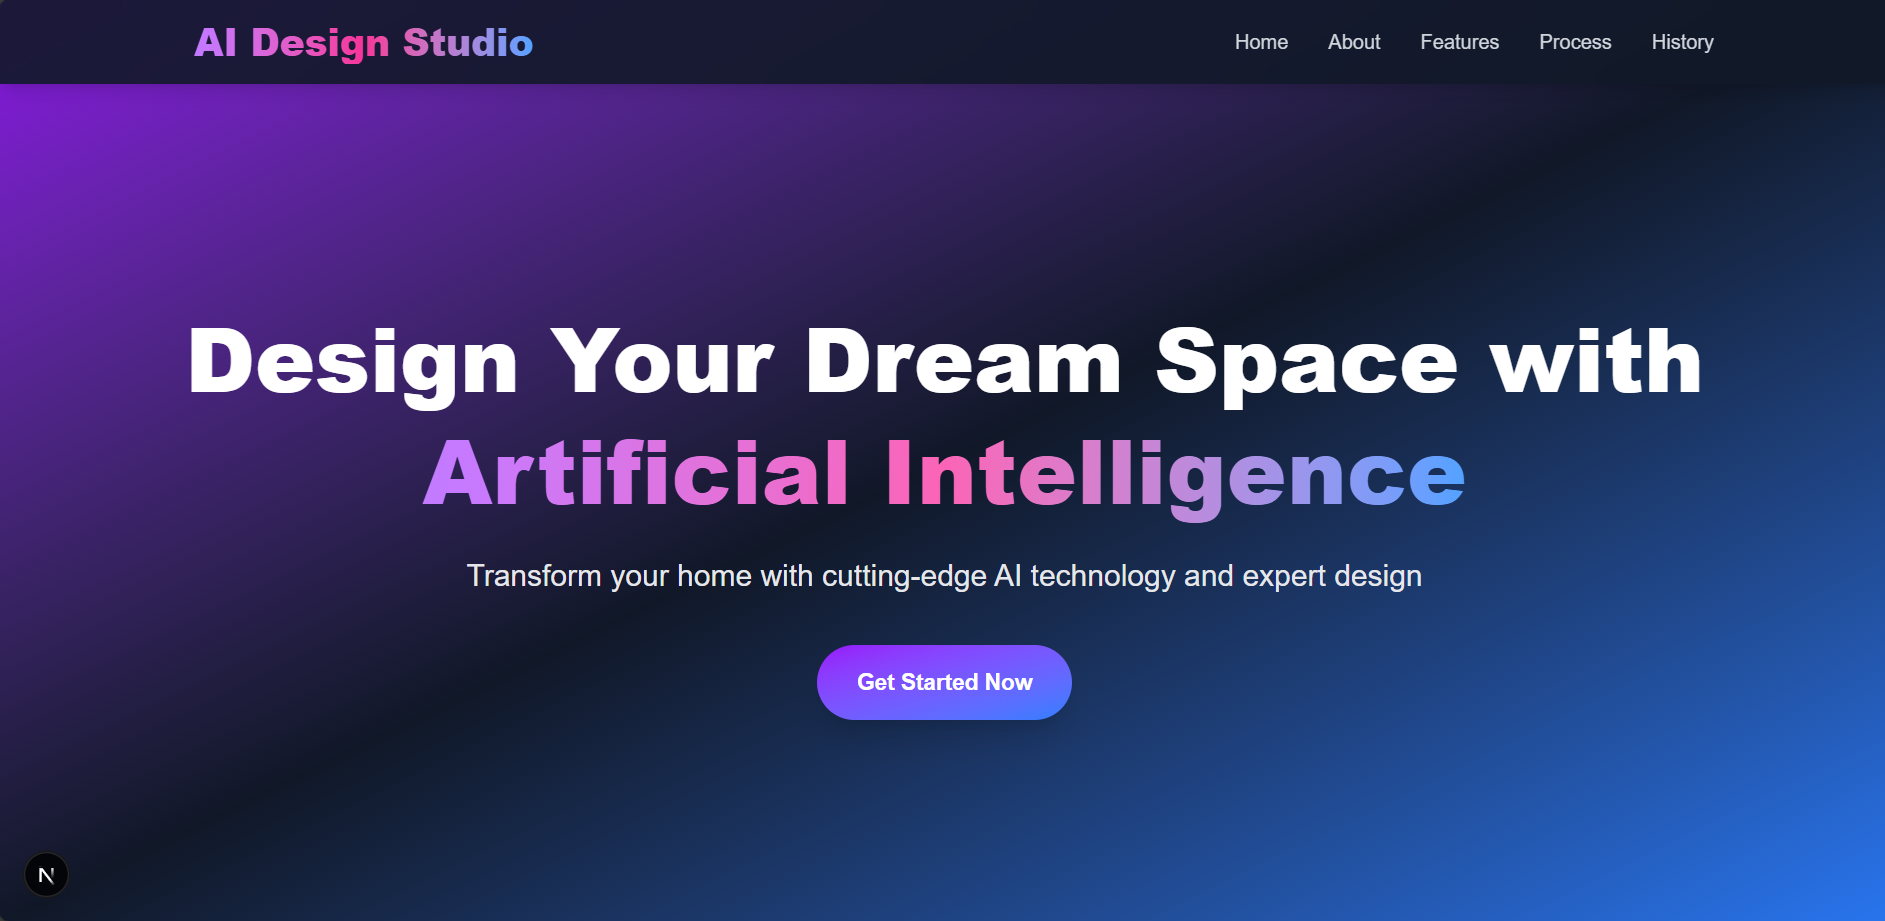 AI Design Studio
Home About Features Process History
Design Your Dream Space with
Artificial Intelligence
Transform your home with cutting-edge AI technology and expert design
Get Started Now
N